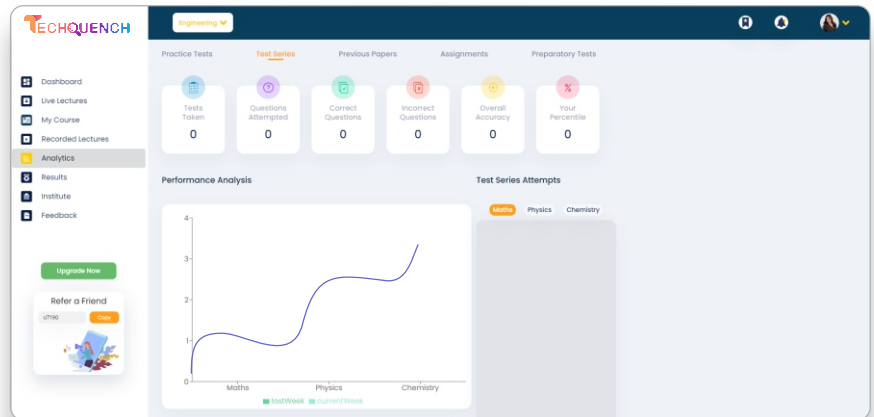 TECHQUENCH
Engineering
Dashboard
Live Lectures
My Course
Recorded Lectures
Analytics
Results
Institute
Feedback
Upgrade Now
Refer a Friend
Copy
Practice Tests
Test Series
Previous Papers
Assignments
Preparatory Tests
Tests
Taken
0
Questions
Attempted
0
Correct
Questions
0
Incorrect
Questions
0
Overall
Accuracy
0
%
Your
Percentile
0
Performance Analysis
4
3
2
1
0
Maths
Physics
Chemistry
lastWeek
currentWeek
Test Series Attempts
Maths
Physics
Chemistry